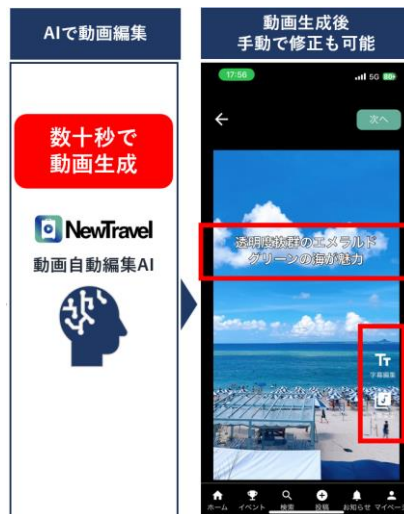 AIで動画編集
数十秒で
動画生成
NewTravel
動画自動編集AI
動画生成後
手動で修正も可能
17:56
5G
次へ
透明度抜群のエメラルド
グリーンの海が魅力
TT
字幕編集
ホーム イベント 検索 投稿 お知らせ マイページ